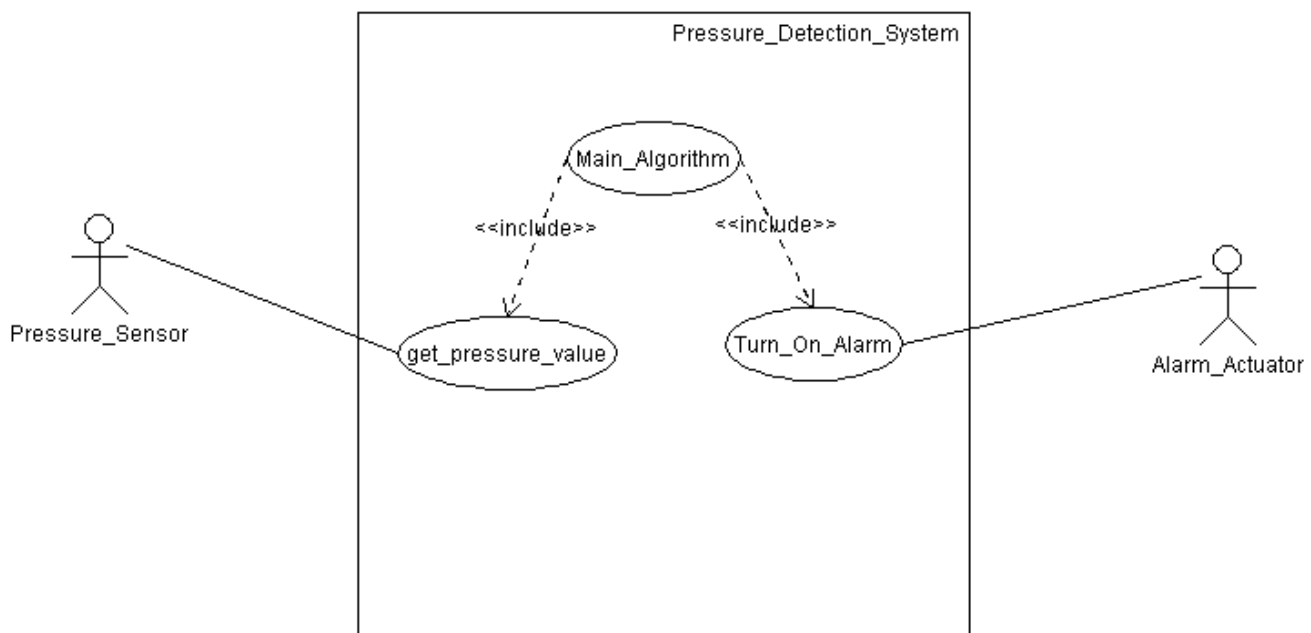 Pressure_Detection_System
Main_Algorithm
<<include>>
<<include>>
Pressure_Sensor
get_pressure_value
Turn_On_Alarm
Alarm_Actuator